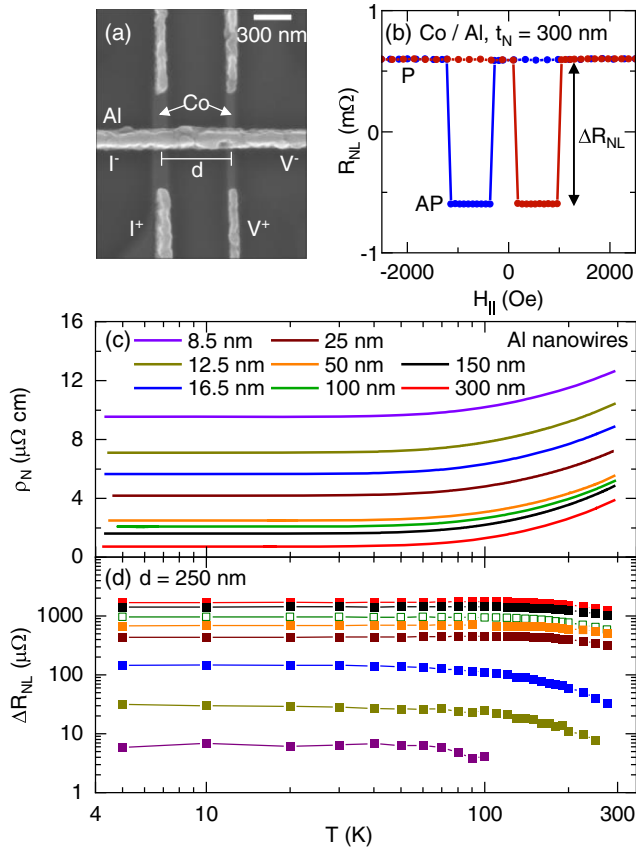 (a)
300 nm
Co
Al
I⁻
d
V⁻
I⁺
V⁺
(b) Co / Al, t_N = 300 nm
1
P
0
ΔR_NL
AP
-1
R_NL (mΩ)
-2000 0 2000
H_|| (Oe)
(c)
Al nanowires
8.5 nm 25 nm
12.5 nm 50 nm 150 nm
16.5 nm 100 nm 300 nm
16
12
8
4
0
ρ_N (μΩ cm)
(d) d = 250 nm
1000
100
10
1
ΔR_NL (μΩ)
4 10 100 300
T (K)